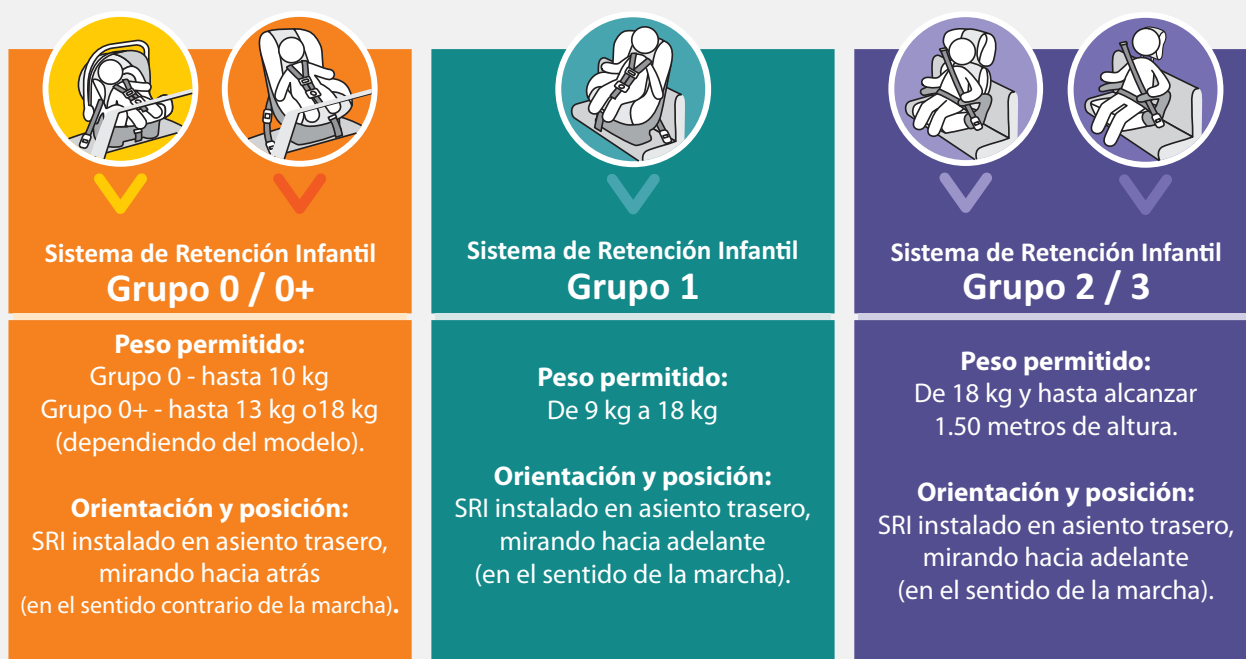 Sistema de Retención Infantil
Grupo 0 / 0+
Peso permitido:
Grupo 0 - hasta 10 kg
Grupo 0+ - hasta 13 kg o18 kg
(dependiendo del modelo).
Orientación y posición:
SRI instalado en asiento trasero,
mirando hacia atrás
(en el sentido contrario de la marcha).
Sistema de Retención Infantil
Grupo 1
Peso permitido:
De 9 kg a 18 kg
Orientación y posición:
SRI instalado en asiento trasero,
mirando hacia adelante
(en el sentido de la marcha).
Sistema de Retención Infantil
Grupo 2 / 3
Peso permitido:
De 18 kg y hasta alcanzar
1.50 metros de altura.
Orientación y posición:
SRI instalado en asiento trasero,
mirando hacia adelante
(en el sentido de la marcha).